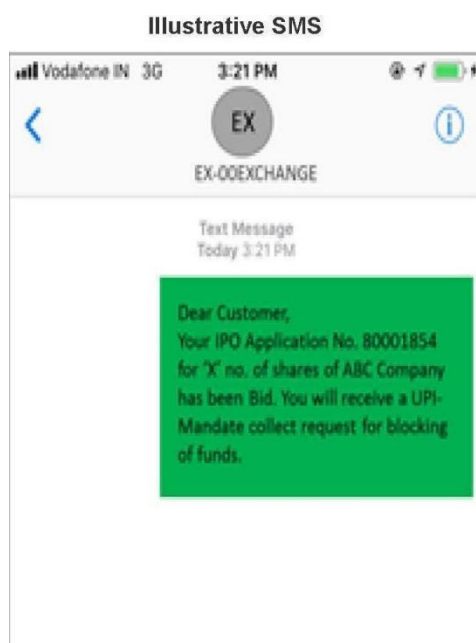 Illustrative SMS
Vodafone IN 3G 3:21 PM
EX
EX-00EXCHANGE
Text Message
Today 3:21 PM
Dear Customer,
Your IPO Application No. 80001854
for 'X' no. of shares of ABC Company
has been Bid. You will receive a UPI-
Mandate collect request for blocking
of funds.